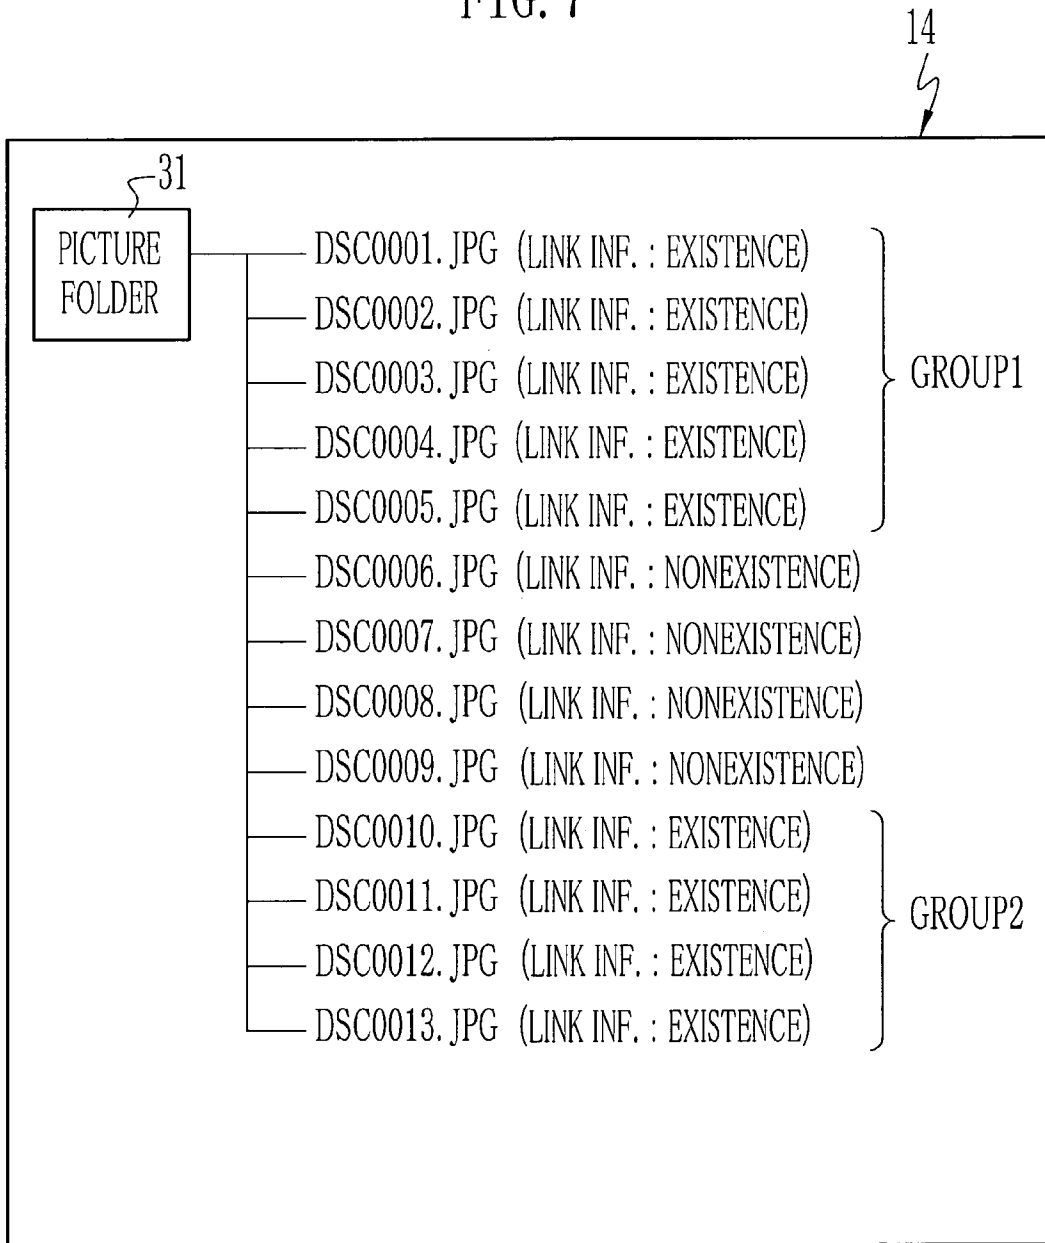 FIG. 7
14
31
PICTURE
FOLDER
DSC0001.JPG (LINK INF. : EXISTENCE)
DSC0002.JPG (LINK INF. : EXISTENCE)
DSC0003.JPG (LINK INF. : EXISTENCE)
GROUP1
DSC0004.JPG (LINK INF. : EXISTENCE)
DSC0005.JPG (LINK INF. : EXISTENCE)
DSC0006.JPG (LINK INF. : NONEXISTENCE)
DSC0007.JPG (LINK INF. : NONEXISTENCE)
DSC0008.JPG (LINK INF. : NONEXISTENCE)
DSC0009.JPG (LINK INF. : NONEXISTENCE)
DSC0010.JPG (LINK INF. : EXISTENCE)
DSC0011.JPG (LINK INF. : EXISTENCE)
GROUP2
DSC0012.JPG (LINK INF. : EXISTENCE)
DSC0013.JPG (LINK INF. : EXISTENCE)